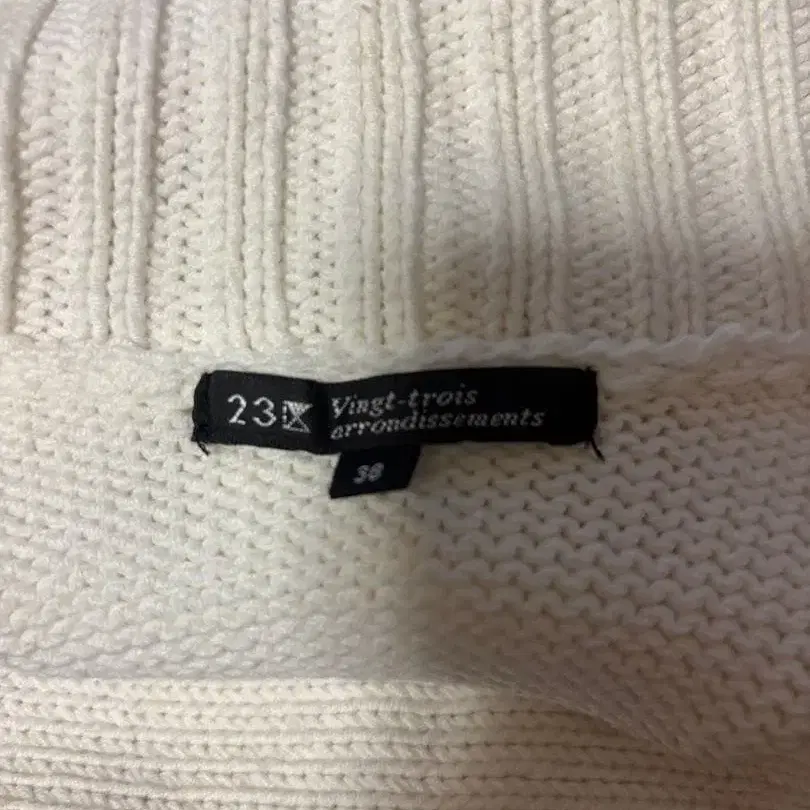 23 Vingt-trois
arrondissements
38